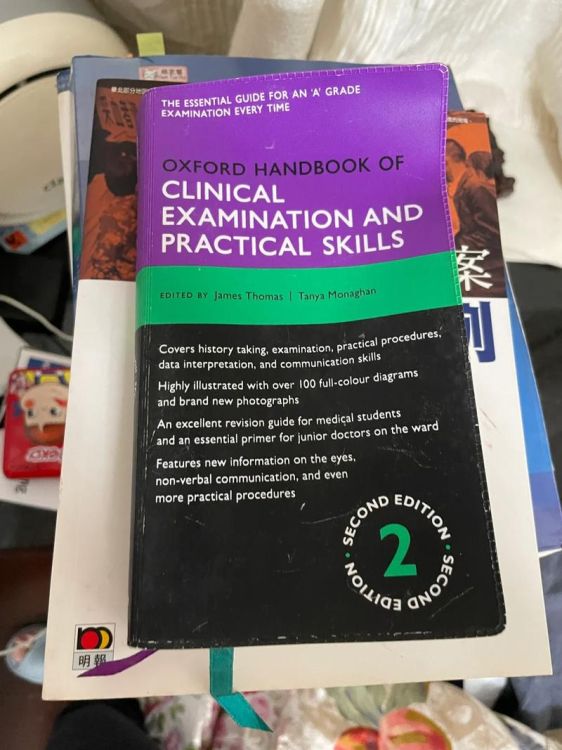 THE ESSENTIAL GUIDE FOR AN 'A' GRADE
EXAMINATION EVERY TIME
OXFORD HANDBOOK OF
CLINICAL
EXAMINATION AND
PRACTICAL SKILLS
EDITED BY James Thomas | Tanya Monaghan
Covers history taking, examination, practical procedures,
data interpretation, and communication skills
Highly illustrated with over 100 full-colour diagrams
and brand new photographs
An excellent revision guide for medical students
and an essential primer for junior doctors on the ward
Features new information on the eyes,
non-verbal communication, and even
more practical procedures
SECOND EDITION · SECOND EDITION ·
2
案
例
明報